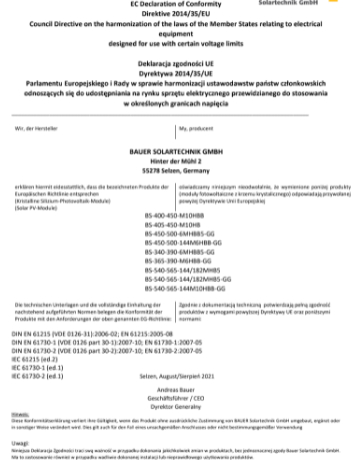 Solartechnik GmbH
EC Declaration of Conformity
Direktive 2014/35/EU
Council Directive on the harmonization of the laws of the Member States relating to electrical
equipment
designed for use with certain voltage limits
Deklaracja zgodności UE
Dyrektywa 2014/35/UE
Parlamentu Europejskiego i Rady w sprawie harmonizacji ustawodawstw państw członkowskich
odnoszących się do udostępniania na rynku sprzętu elektrycznego przewidzianego do stosowania
w określonych granicach napięcia
Wir, der Hersteller
My, producent
BAUER SOLARTECHNIK GMBH
Hinter der Mühl 2
55278 Selzen, Germany
erklären hiermit eidesstattlich, dass die bezeichneten Produkte der
Europäischen Richtlinie entsprechen
(Kristalline Silizium-Photovoltaik-Module)
(Solar PV-Module)
oświadczamy niniejszym nieodwołalnie, że wymienione poniżej produkty
(moduły fotowoltaiczne z krzemu krystalicznego) odpowiadają przywołanej
powyżej Dyrektywie Unii Europejskiej
BS-400-450-M10HBB
BS-405-450-M10HB
BS-450-500-6MHBB5-GG
BS-450-500-144M6HBB-GG
BS-340-390-6MHBB5-GG
BS-365-390-M6HBB-GG
BS-540-565-144/182MHB5
BS-540-565-144/182MHB5-GG
BS-540-565-144M10HBB-GG
Die technischen Unterlagen und die vollständige Einhaltung der
nachstehend aufgeführten Normen belegen die Konformität der
Produkte mit den Anforderungen der oben genannten EG-Richtlinie:
Zgodnie z dokumentacją techniczną potwierdzają pełną zgodność
produktów z wymogami powyższej Dyrektywy UE oraz poniższymi
normami:
DIN EN 61215 (VDE 0126-31):2006-02; EN 61215:2005-08
DIN EN 61730-1 (VDE 0126 part 30-1):2007-10; EN 61730-1:2007-05
DIN EN 61730-2 (VDE 0126 part 30-2):2007-10; EN 61730-2:2007-05
IEC 61215 (ed.2)
IEC 61730-1 (ed.1)
IEC 61730-2 (ed.1)
Selzen, August/Sierpień 2021
Andreas Bauer
Geschäftsführer / CEO
Dyrektor Generalny
Hinweis:
Diese Konformitätserklärung verliert ihre Gültigkeit, wenn das Produkt ohne ausdrückliche Zustimmung von BAUER Solartechnik GmbH umgebaut, ergänzt oder
in sonstiger Weise verändert wird. Dies gilt auch für den Fall eines unsachgemäßen Anschlusses oder nicht bestimmungsgemäßer Verwendung
Uwagi:
Niniejsza Deklaracja Zgodności traci swą ważność w przypadku dokonania jakichkolwiek zmian w produktach, bez jednoznacznej zgody Bauer Solartechnik GmbH.
Ma to zastosowanie również w przypadku wadliwie dokonanej instalacji lub nieprawidłowego użytkowania produktów